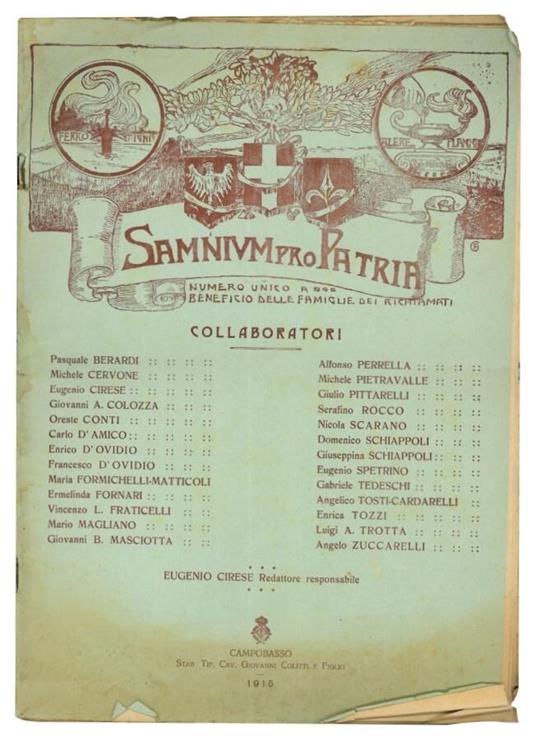 FERRO IGNI
ALERE FLAMMAM
SAMNIVM PRO PATRIA
NUMERO UNICO A
BENEFICIO DELLE FAMIGLIE DEI RICHIAMATI
COLLABORATORI
Pasquale BERARDI :: :: :: ::
Michele CERVONE :: :: :: ::
Eugenio CIRESE :: :: :: ::
Giovanni A. COLOZZA :: :: ::
Oreste CONTI :: :: :: :: ::
Carlo D'AMICO :: :: :: :: ::
Enrico D'OVIDIO :: :: :: ::
Francesco D'OVIDIO :: :: ::
Maria FORMICHELLI-MATTICOLI
Ermelinda FORNARI :: :: :: ::
Vincenzo L. FRATICELLI :: :: ::
Mario MAGLIANO :: :: :: ::
Giovanni B. MASCIOTTA :: :: ::
Alfonso PERRELLA :: :: :: ::
Michele PIETRAVALLE :: :: ::
Giulio PITTARELLI :: :: :: ::
Serafino ROCCO :: :: :: ::
Nicola SCARANO :: :: :: ::
Domenico SCHIAPPOLI :: :: ::
Giuseppina SCHIAPPOLI :: :: ::
Eugenio SPETRINO :: :: :: ::
Gabriele TEDESCHI :: :: :: ::
Angelico TOSTI-CARDARELLI ::
Enrica TOZZI :: :: :: :: ::
Luigi A. TROTTA :: :: :: ::
Angelo ZUCCARELLI :: :: ::
EUGENIO CIRESE Redattore responsabile
CAMPOBASSO
STAB. TIP. CAV. GIOVANNI COLITTI E FIGLIO
1915